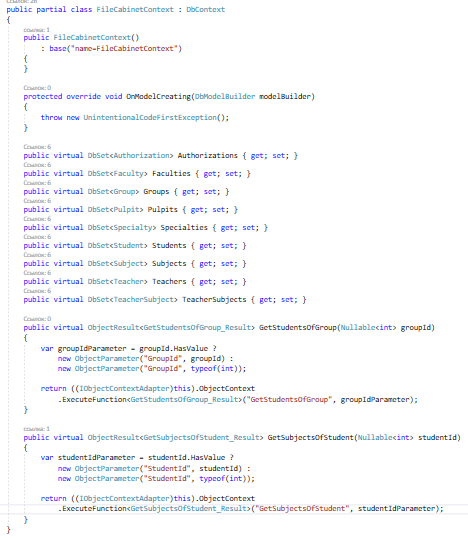 Ссылок: 28
public partial class FileCabinetContext : DbContext
{
Ссылок: 1
public FileCabinetContext()
: base("name=FileCabinetContext")
{
}
Ссылок: 0
protected override void OnModelCreating(DbModelBuilder modelBuilder)
{
throw new UnintentionalCodeFirstException();
}
Ссылок: 6
public virtual DbSet<Authorization> Authorizations { get; set; }
Ссылок: 6
public virtual DbSet<Faculty> Faculties { get; set; }
Ссылок: 6
public virtual DbSet<Group> Groups { get; set; }
Ссылок: 6
public virtual DbSet<Pulpit> Pulpits { get; set; }
Ссылок: 6
public virtual DbSet<Specialty> Specialties { get; set; }
Ссылок: 6
public virtual DbSet<Student> Students { get; set; }
Ссылок: 6
public virtual DbSet<Subject> Subjects { get; set; }
Ссылок: 6
public virtual DbSet<Teacher> Teachers { get; set; }
Ссылок: 6
public virtual DbSet<TeacherSubject> TeacherSubjects { get; set; }
Ссылок: 0
public virtual ObjectResult<GetStudentsOfGroup_Result> GetStudentsOfGroup(Nullable<int> groupId)
{
var groupIdParameter = groupId.HasValue ?
new ObjectParameter("GroupId", groupId) :
new ObjectParameter("GroupId", typeof(int));
return ((IObjectContextAdapter)this).ObjectContext
.ExecuteFunction<GetStudentsOfGroup_Result>("GetStudentsOfGroup", groupIdParameter);
}
Ссылок: 1
public virtual ObjectResult<GetSubjectsOfStudent_Result> GetSubjectsOfStudent(Nullable<int> studentId)
{
var studentIdParameter = studentId.HasValue ?
new ObjectParameter("StudentId", studentId) :
new ObjectParameter("StudentId", typeof(int));
return ((IObjectContextAdapter)this).ObjectContext
.ExecuteFunction<GetSubjectsOfStudent_Result>("GetSubjectsOfStudent", studentIdParameter);
}
}